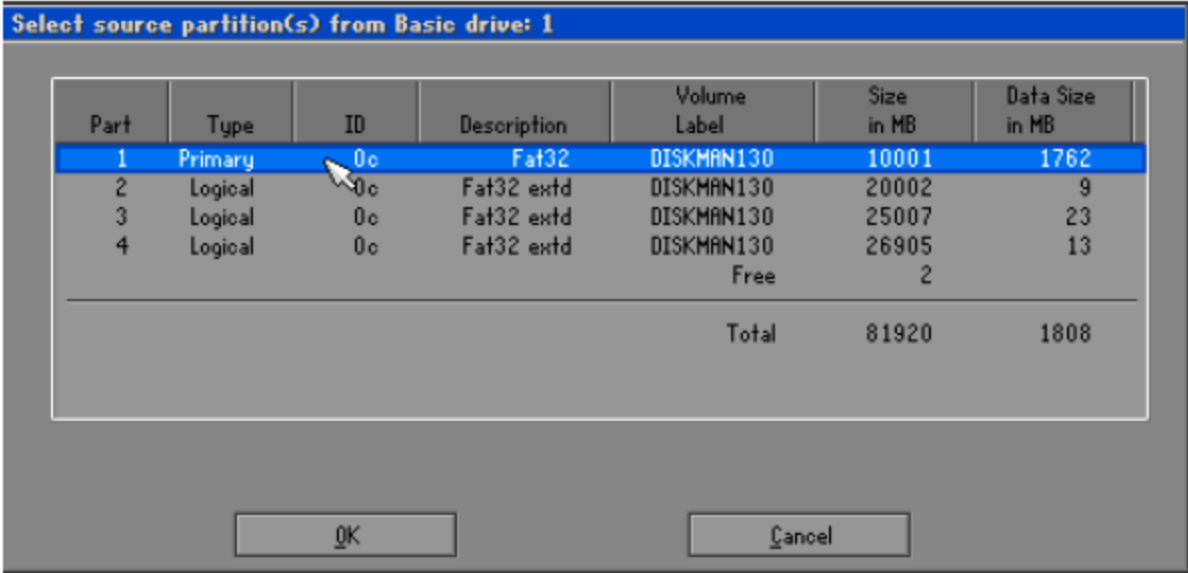 Select source partition(s) from Basic drive: 1
Part Type ID Description Volume Label Size in MB Data Size in MB
1 Primary 0c Fat32 DISKMAN130 10001 1762
2 Logical 0c Fat32 extd DISKMAN130 20002 9
3 Logical 0c Fat32 extd DISKMAN130 25007 23
4 Logical 0c Fat32 extd DISKMAN130 26905 13
Free 2
Total 81920 1808
OK Cancel